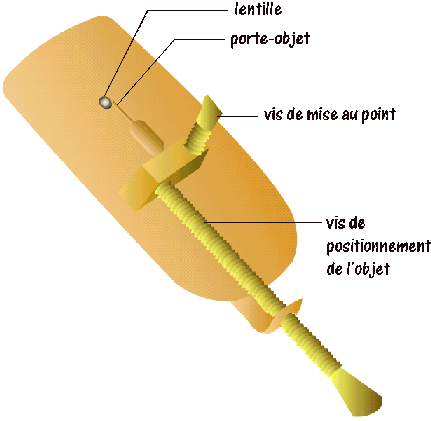 lentille
porte-objet
vis de mise au point
vis de
positionnement
de l'objet